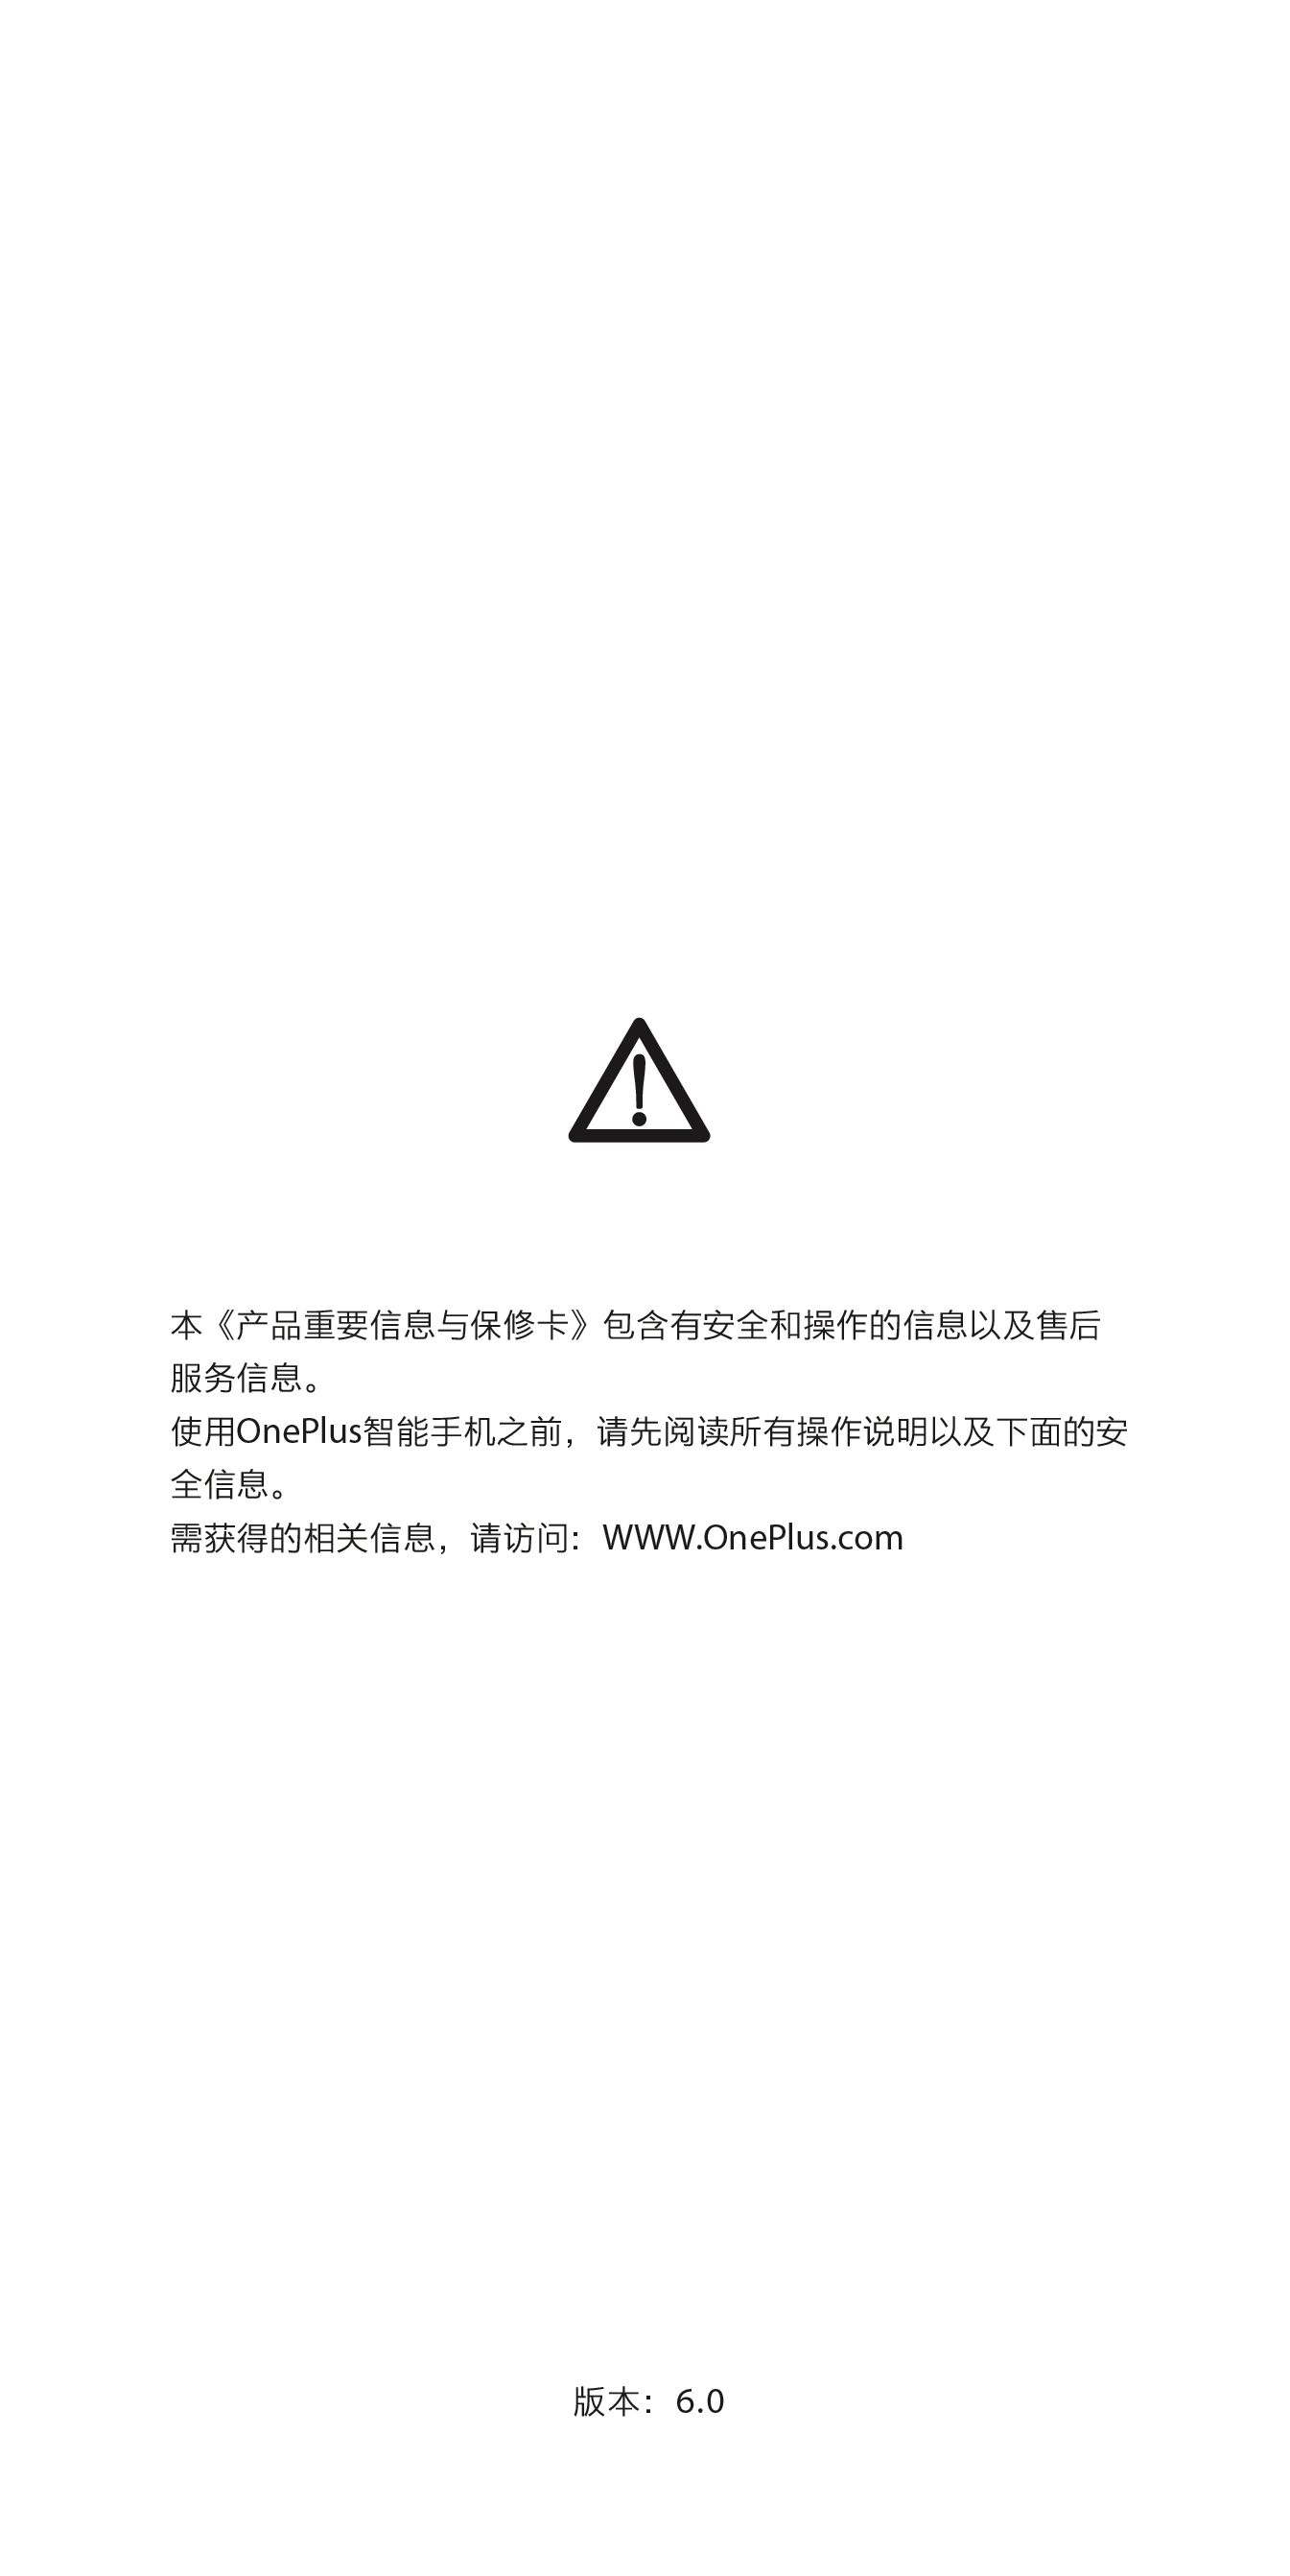 本《产品重要信息与保修卡》包含有安全和操作的信息以及售后
服务信息。
使用OnePlus智能手机之前，请先阅读所有操作说明以及下面的安
全信息。
需获得的相关信息，请访问：WWW.OnePlus.com
版本：6.0